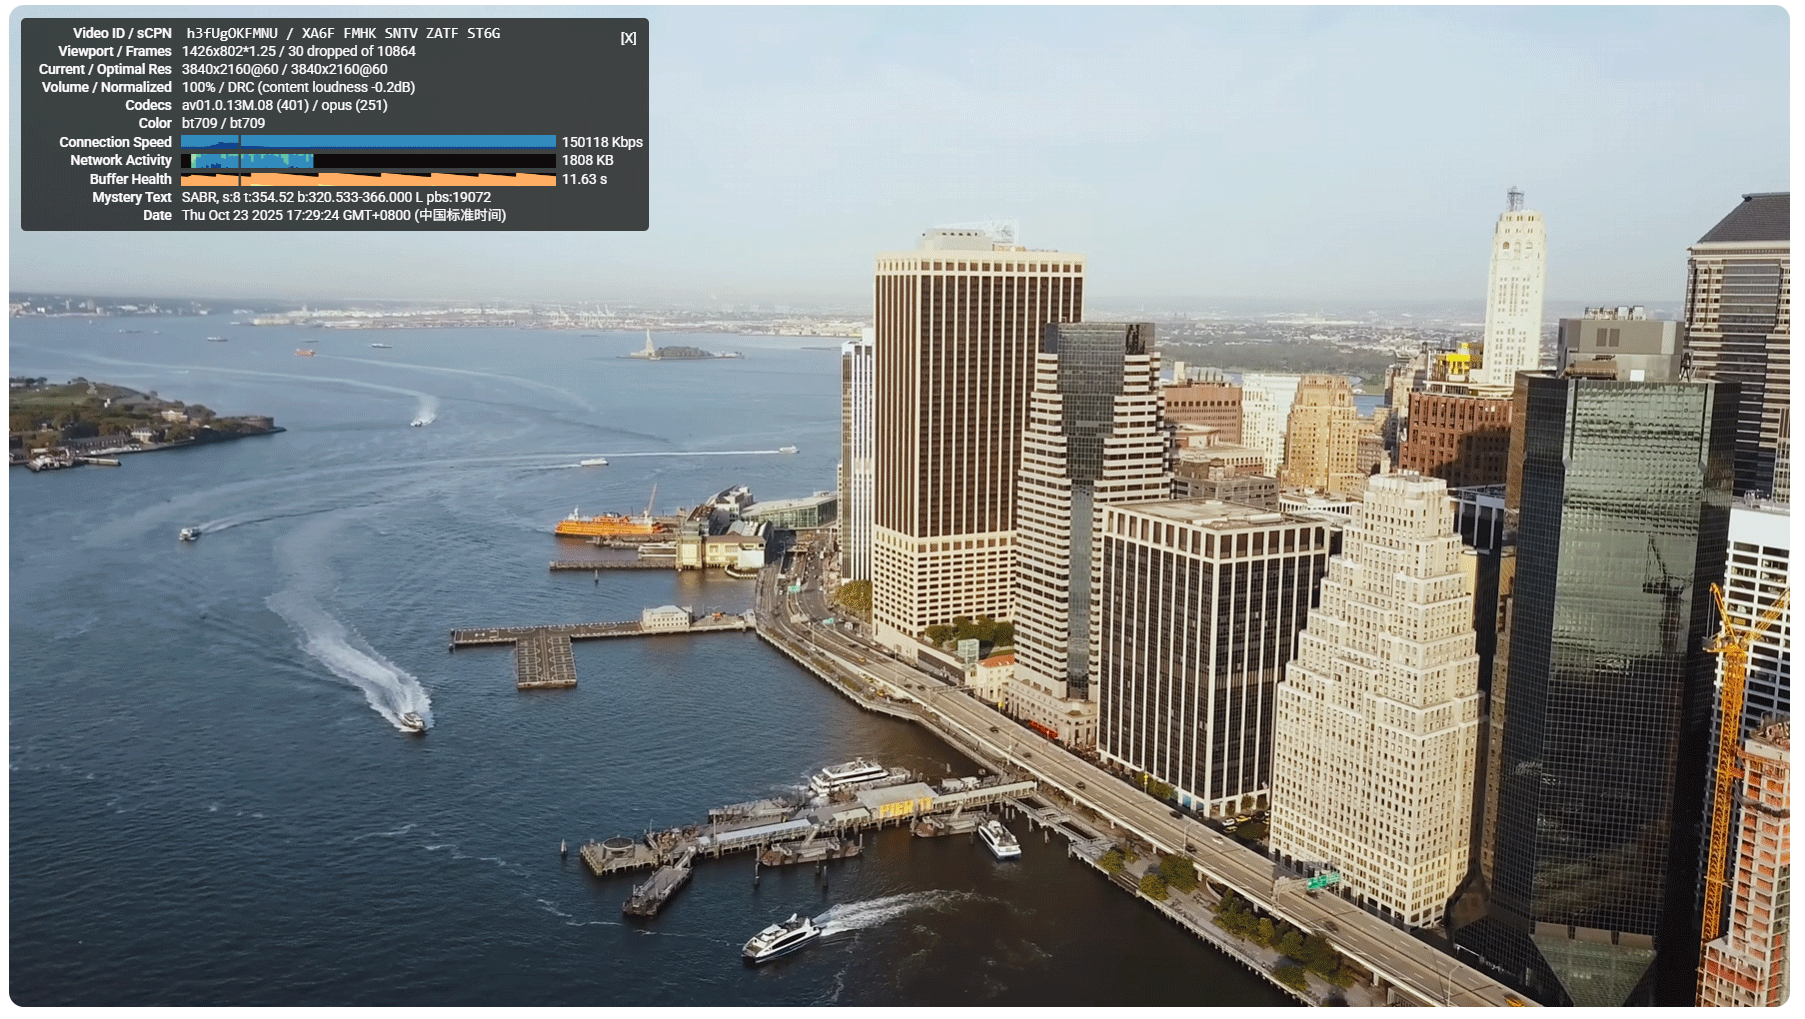 Video ID / sCPN h3fUgOKFMNU / XA6F FMHK SNTV ZATF ST6G
[X]
Viewport / Frames 1426x802*1.25 / 30 dropped of 10864
Current / Optimal Res 3840x2160@60 / 3840x2160@60
Volume / Normalized 100% / DRC (content loudness -0.2dB)
Codecs av01.0.13M.08 (401) / opus (251)
Color bt709 / bt709
Connection Speed 150118 Kbps
Network Activity 1808 KB
Buffer Health 11.63 s
Mystery Text SABR, s:8 t:354.52 b:320.533-366.000 L pbs:19072
Date Thu Oct 23 2025 17:29:24 GMT+0800 (中国标准时间)
PIER 11